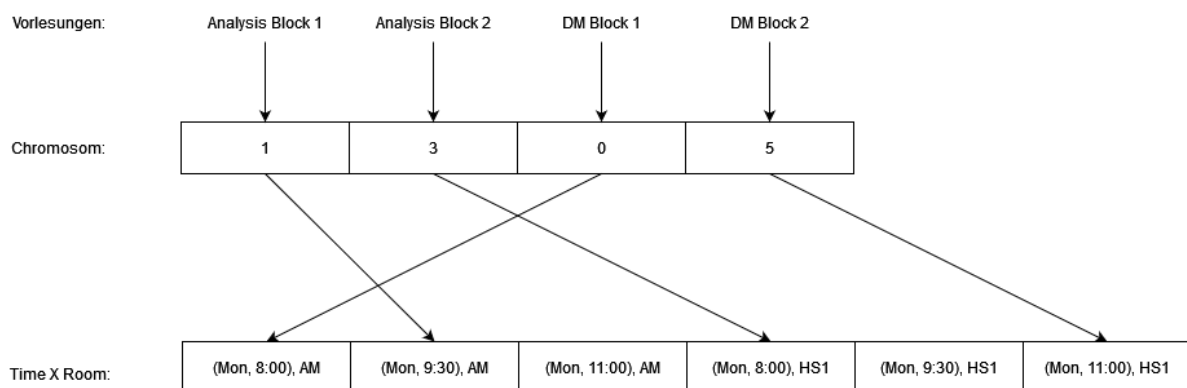 Vorlesungen: Analysis Block 1 Analysis Block 2 DM Block 1 DM Block 2
Chromosom: 1 3 0 5
Time X Room: (Mon, 8:00), AM (Mon, 9:30), AM (Mon, 11:00), AM (Mon, 8:00), HS1 (Mon, 9:30), HS1 (Mon, 11:00), HS1